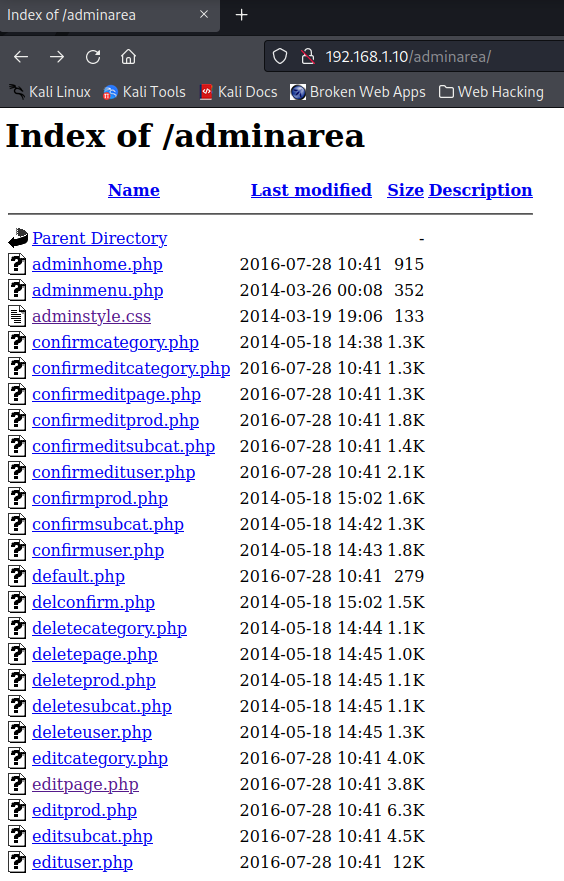 Index of /adminarea
192.168.1.10/adminarea/
Kali Linux Kali Tools Kali Docs Broken Web Apps Web Hacking
Index of /adminarea
Name Last modified Size Description
Parent Directory -
adminhome.php 2016-07-28 10:41 915
adminmenu.php 2014-03-26 00:08 352
adminstyle.css 2014-03-19 19:06 133
confirmcategory.php 2014-05-18 14:38 1.3K
confirmeditcategory.php 2016-07-28 10:41 1.3K
confirmeditpage.php 2016-07-28 10:41 1.3K
confirmeditprod.php 2016-07-28 10:41 1.8K
confirmeditsubcat.php 2016-07-28 10:41 1.4K
confirmedituser.php 2016-07-28 10:41 2.1K
confirmprod.php 2014-05-18 15:02 1.6K
confirmsubcat.php 2014-05-18 14:42 1.3K
confirmuser.php 2014-05-18 14:43 1.8K
default.php 2016-07-28 10:41 279
delconfirm.php 2014-05-18 15:02 1.5K
deletecategory.php 2014-05-18 14:44 1.1K
deletepage.php 2014-05-18 14:45 1.0K
deleteprod.php 2014-05-18 14:45 1.1K
deletesubcat.php 2014-05-18 14:45 1.1K
deleteuser.php 2014-05-18 14:45 1.3K
editcategory.php 2016-07-28 10:41 4.0K
editpage.php 2016-07-28 10:41 3.8K
editprod.php 2016-07-28 10:41 6.3K
editsubcat.php 2016-07-28 10:41 4.5K
edituser.php 2016-07-28 10:41 12K